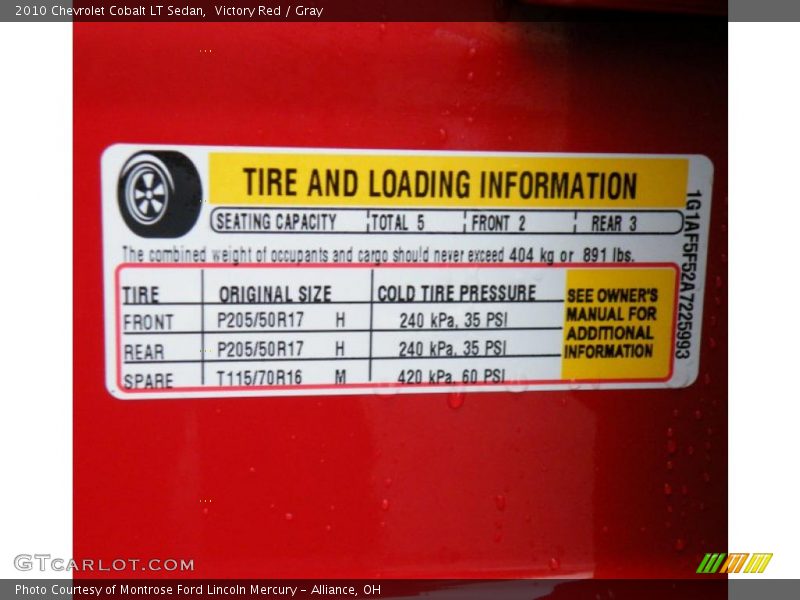 2010 Chevrolet Cobalt LT Sedan,  Victory Red / Gray
TIRE AND LOADING INFORMATION
SEATING CAPACITY TOTAL 5 FRONT 2 REAR 3
The combined weight of occupants and cargo should never exceed 404 kg or 891 lbs.
TIRE ORIGINAL SIZE COLD TIRE PRESSURE
FRONT P205/50R17 H 240 kPa, 35 PSI
REAR P205/50R17 H 240 kPa, 35 PSI
SPARE T115/70R16 M 420 kPa, 60 PSI
SEE OWNER'S
MANUAL FOR
ADDITIONAL
INFORMATION
1G1AF5F52A7225993
GTCARLOT.COM
Photo Courtesy of Montrose Ford Lincoln Mercury - Alliance, OH